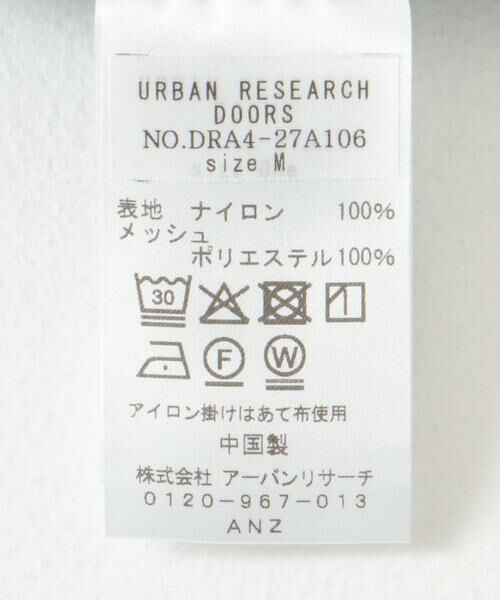 URBAN RESEARCH
DOORS
NO.DRA4-27A106
size M
表地 ナイロン 100%
メッシュ
ポリエステル100%
30
F W
アイロン掛けはあて布使用
中国製
株式会社 アーバンリサーチ
0120-967-013
ANZ